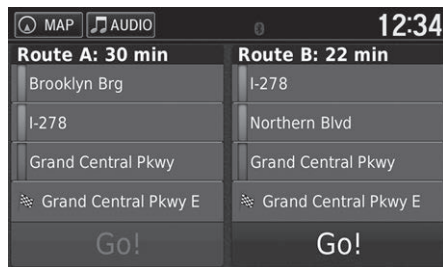 MAP AUDIO 12:34
Route A: 30 min
Brooklyn Brg
I-278
Grand Central Pkwy
Grand Central Pkwy E
Go!
Route B: 22 min
I-278
Northern Blvd
Grand Central Pkwy
Grand Central Pkwy E
Go!